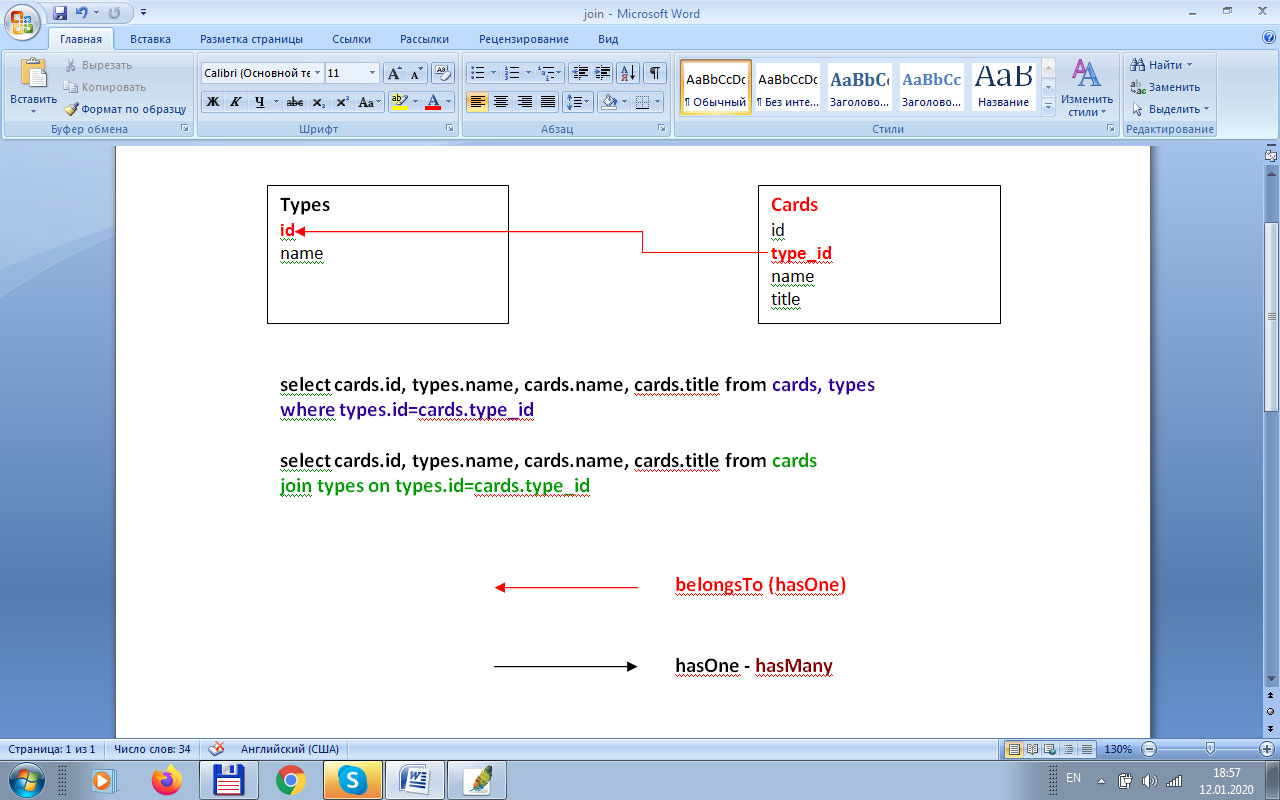 join - Microsoft Word
Главная Вставка Разметка страницы Ссылки Рассылки Рецензирование Вид
Вставить
Вырезать
Копировать
Формат по образцу
Буфер обмена
Calibri (Основной те 11
Ж К Ч abc x₂ x² Aa
Шрифт
Абзац
AaBbCcDc AaBbCcDc AaBbCc AaBbCc AaB
¶ Обычный ¶ Без инте... Заголово... Заголово... Название
Изменить стили
Стили
Найти
Заменить
Выделить
Редактирование
Types
id
name
Cards
id
type_id
name
title
select cards.id, types.name, cards.name, cards.title from cards, types
where types.id=cards.type_id
select cards.id, types.name, cards.name, cards.title from cards
join types on types.id=cards.type_id
belongsTo (hasOne)
hasOne - hasMany
Страница: 1 из 1 Число слов: 34 Английский (США) 130%
EN 18:57
12.01.2020